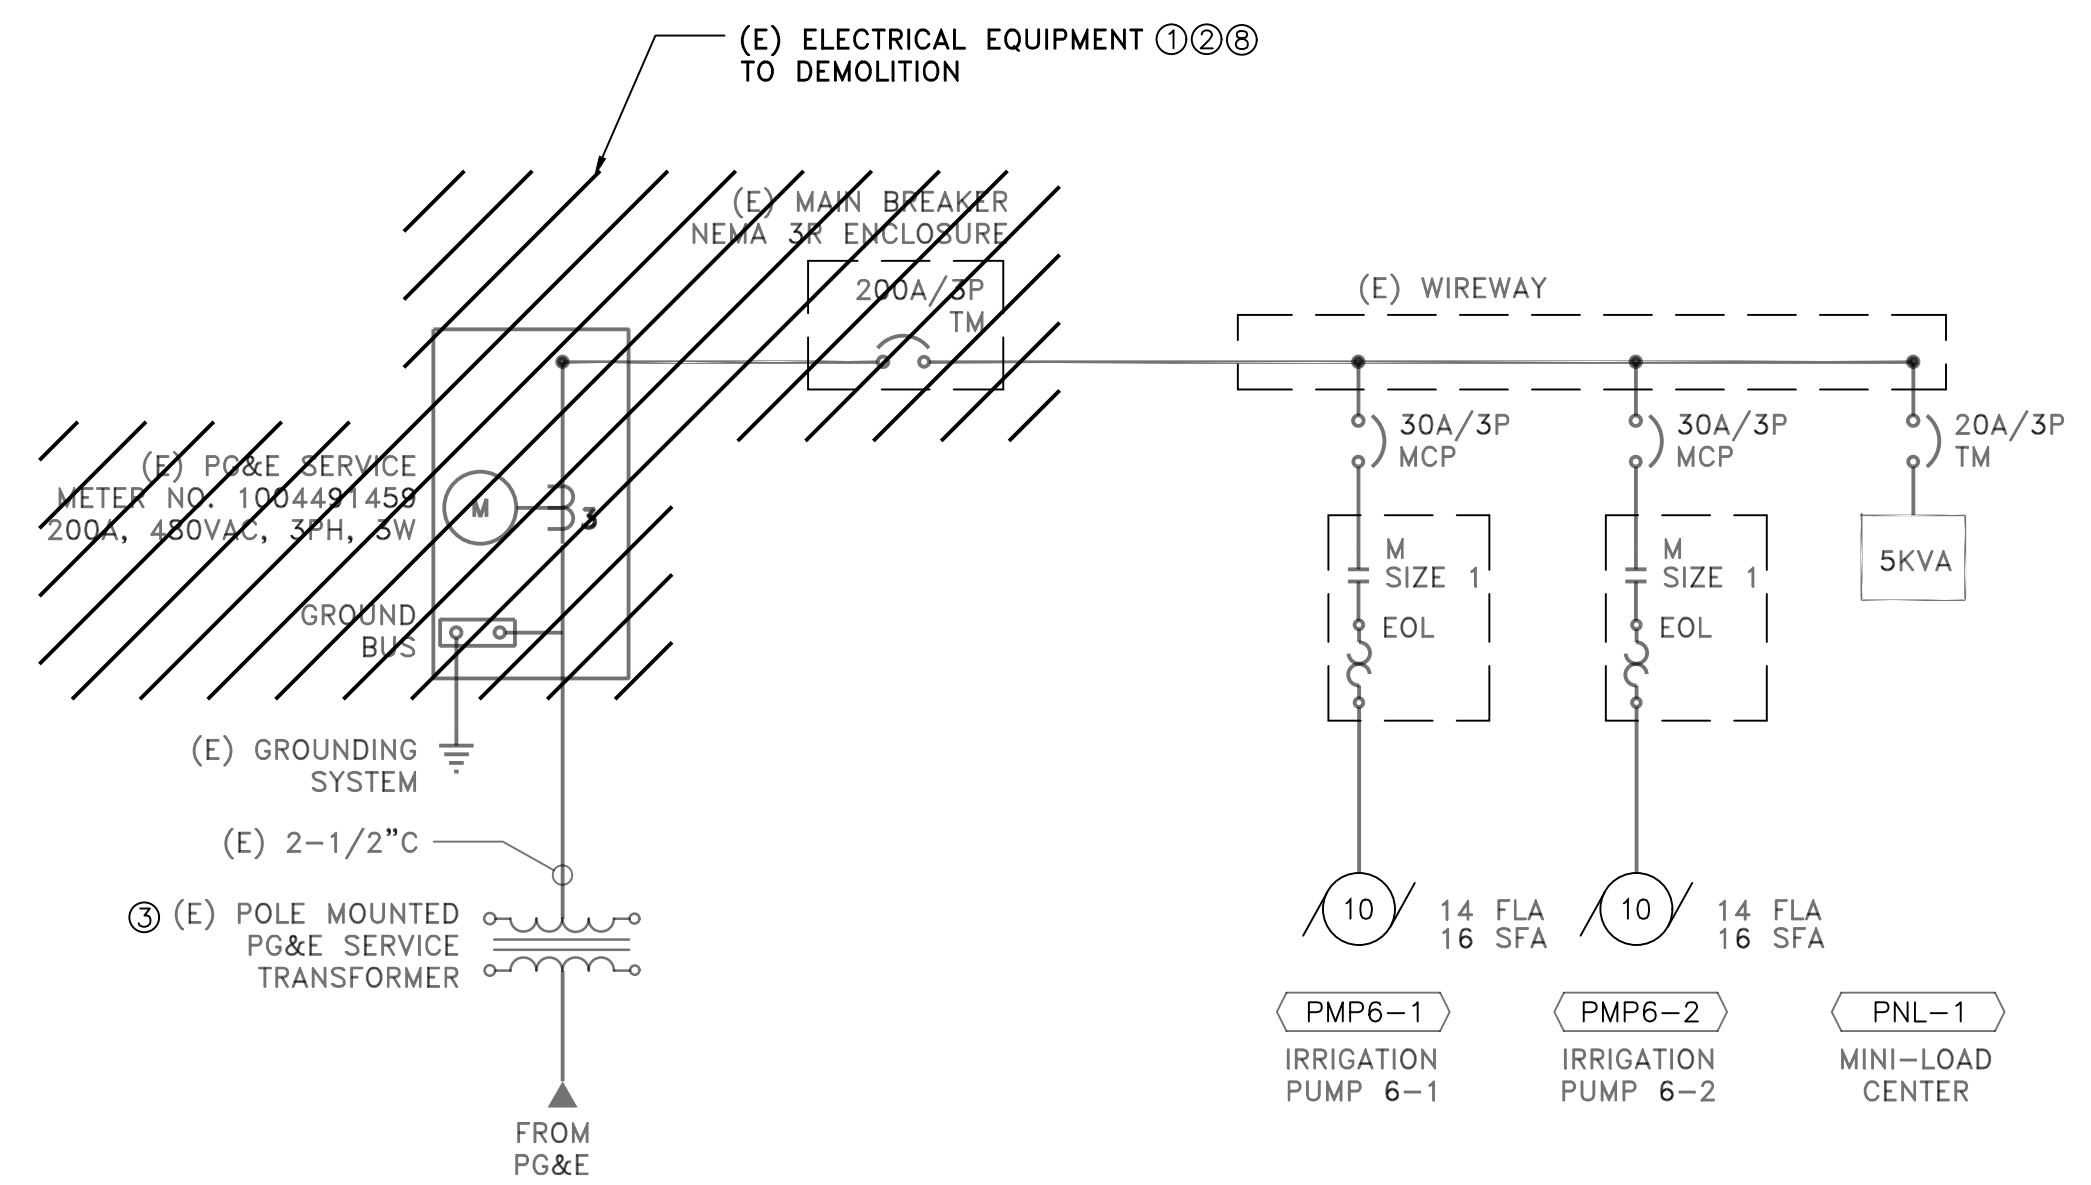 (E) ELECTRICAL EQUIPMENT ①②⑧
TO DEMOLITION
(E) MAIN BREAKER
NEMA 3R ENCLOSURE
200A/3P
TM
(E) WIREWAY
30A/3P
MCP
30A/3P
MCP
20A/3P
TM
(E) PG&E SERVICE
METER NO. 1004491459
200A, 480VAC, 3PH, 3W
M
3
M
SIZE 1
EOL
M
SIZE 1
EOL
5KVA
GROUND
BUS
(E) GROUNDING
SYSTEM
(E) 2-1/2"C
③ (E) POLE MOUNTED
PG&E SERVICE
TRANSFORMER
10
14 FLA
16 SFA
10
14 FLA
16 SFA
PMP6-1
IRRIGATION
PUMP 6-1
PMP6-2
IRRIGATION
PUMP 6-2
PNL-1
MINI-LOAD
CENTER
FROM
PG&E